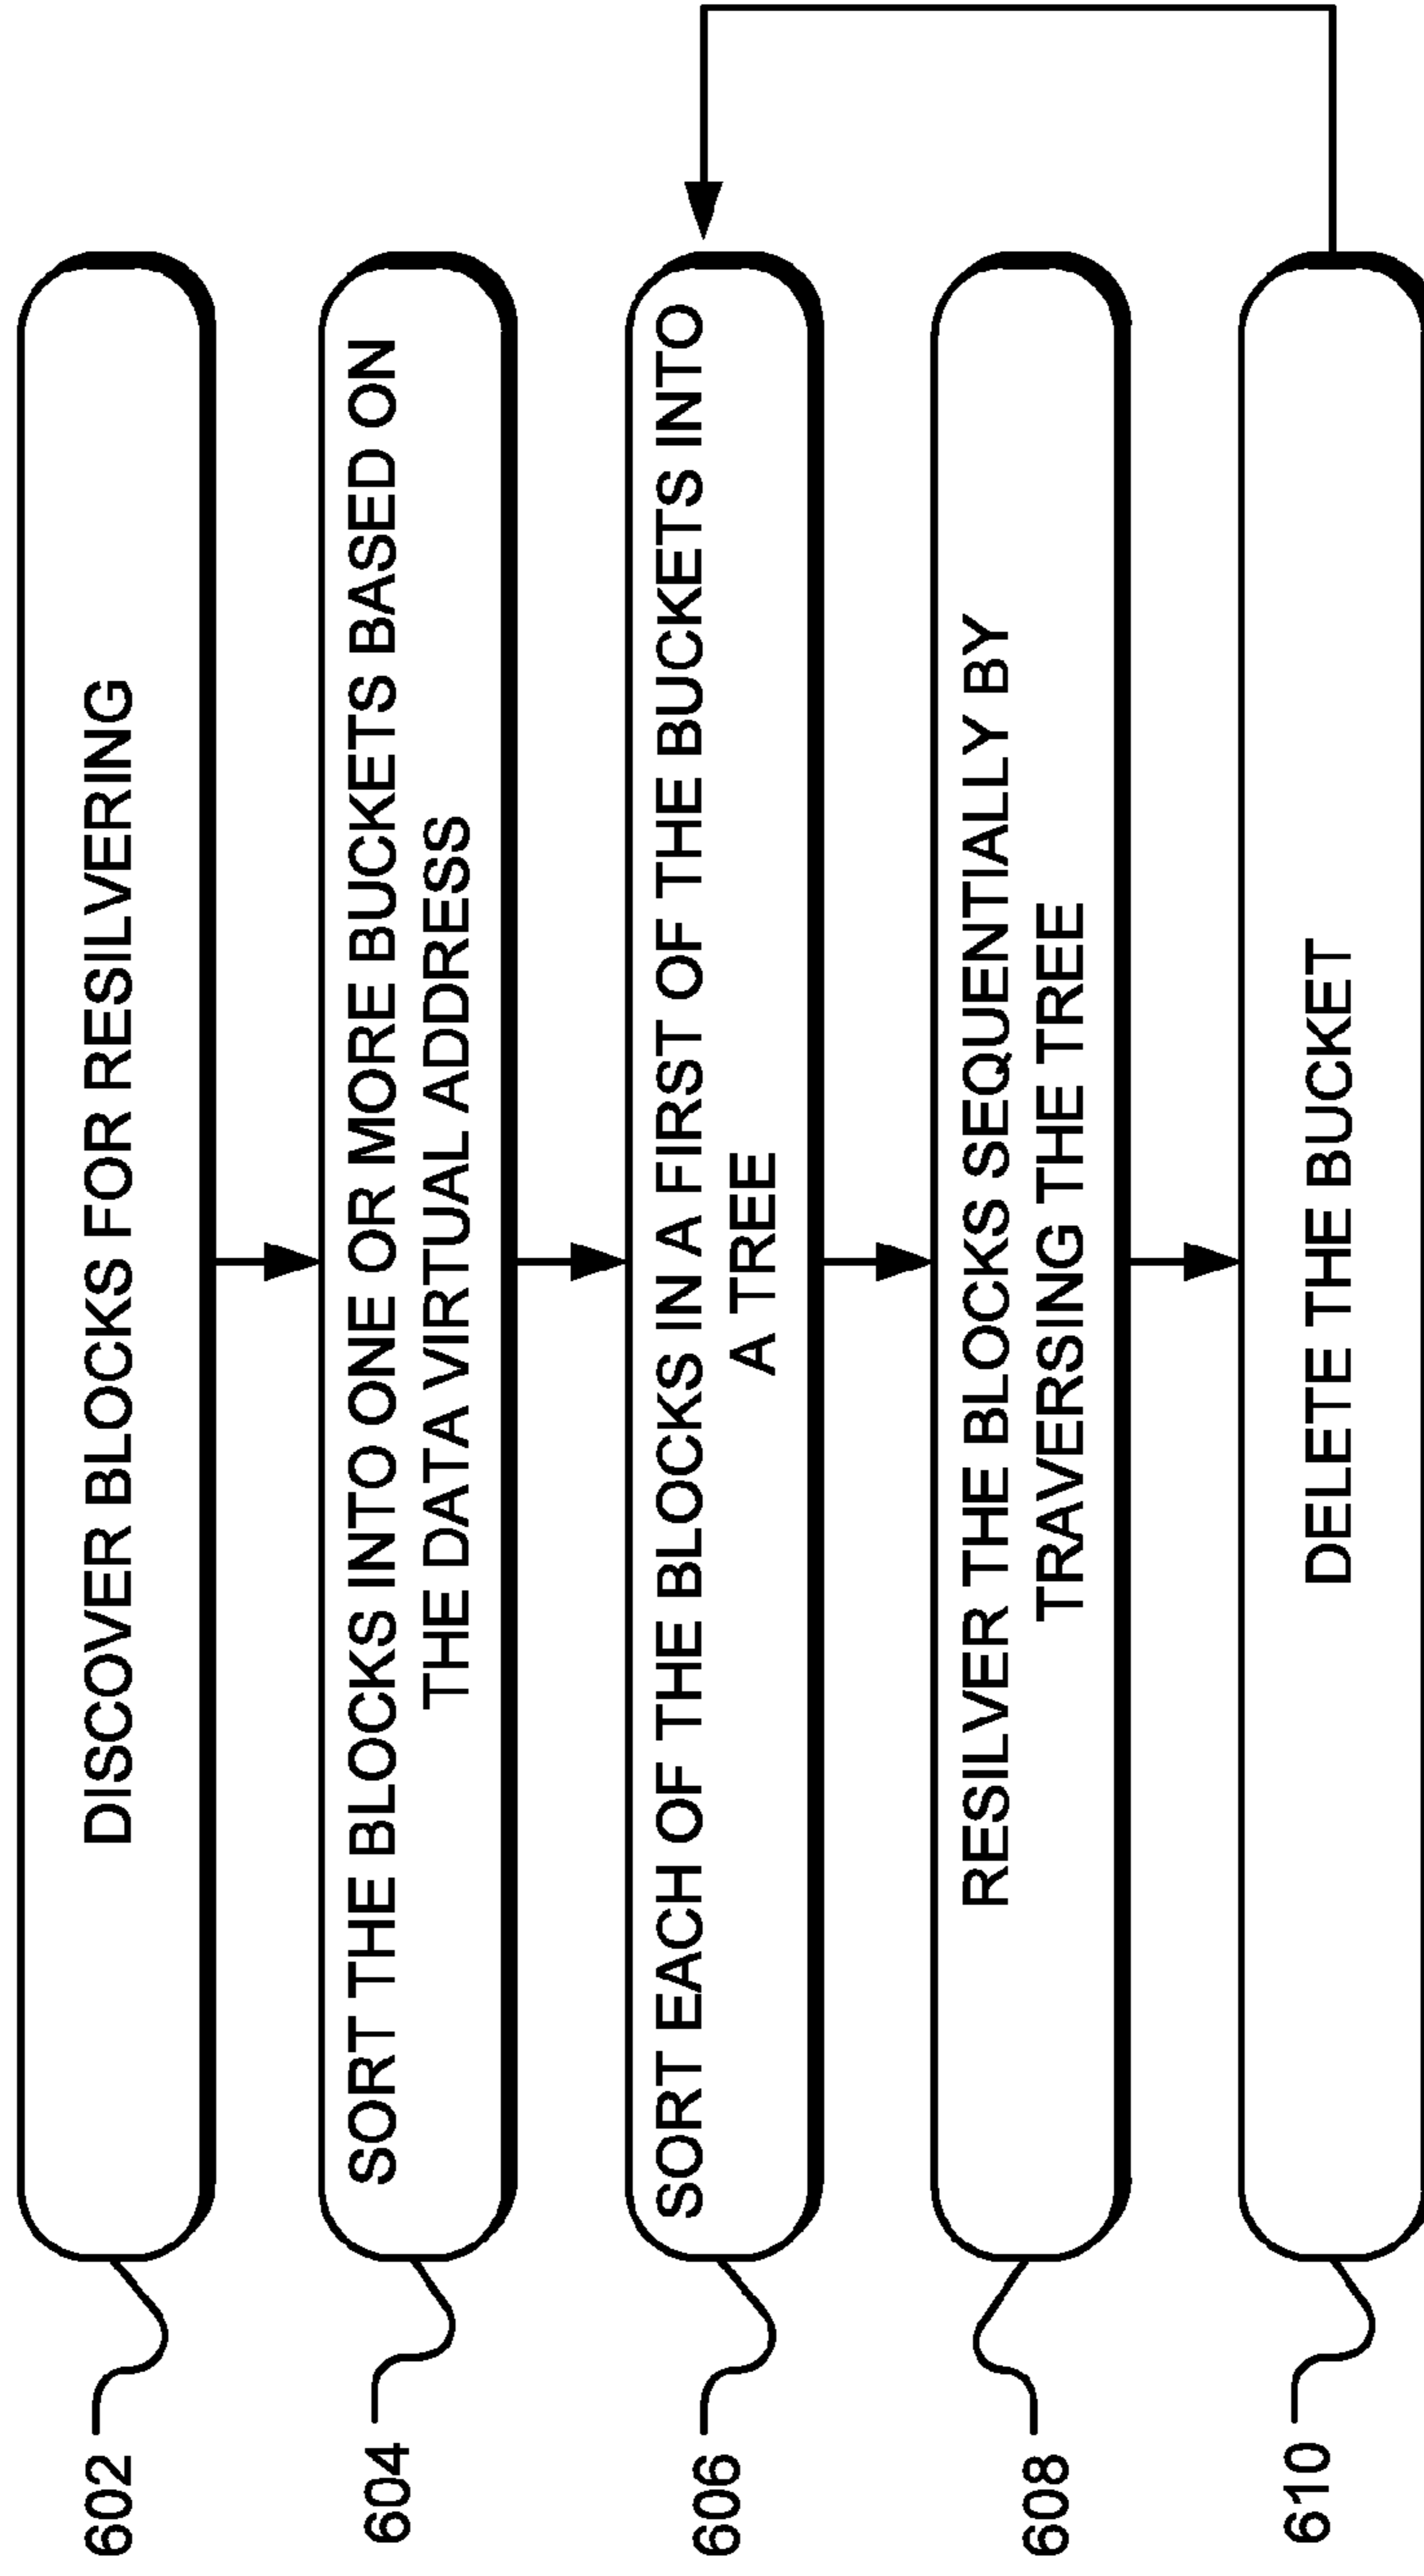 602
DISCOVER BLOCKS FOR RESILVERING
604
SORT THE BLOCKS INTO ONE OR MORE BUCKETS BASED ON
THE DATA VIRTUAL ADDRESS
606
SORT EACH OF THE BLOCKS IN A FIRST OF THE BUCKETS INTO
A TREE
608
RESILVER THE BLOCKS SEQUENTIALLY BY
TRAVERSING THE TREE
610
DELETE THE BUCKET